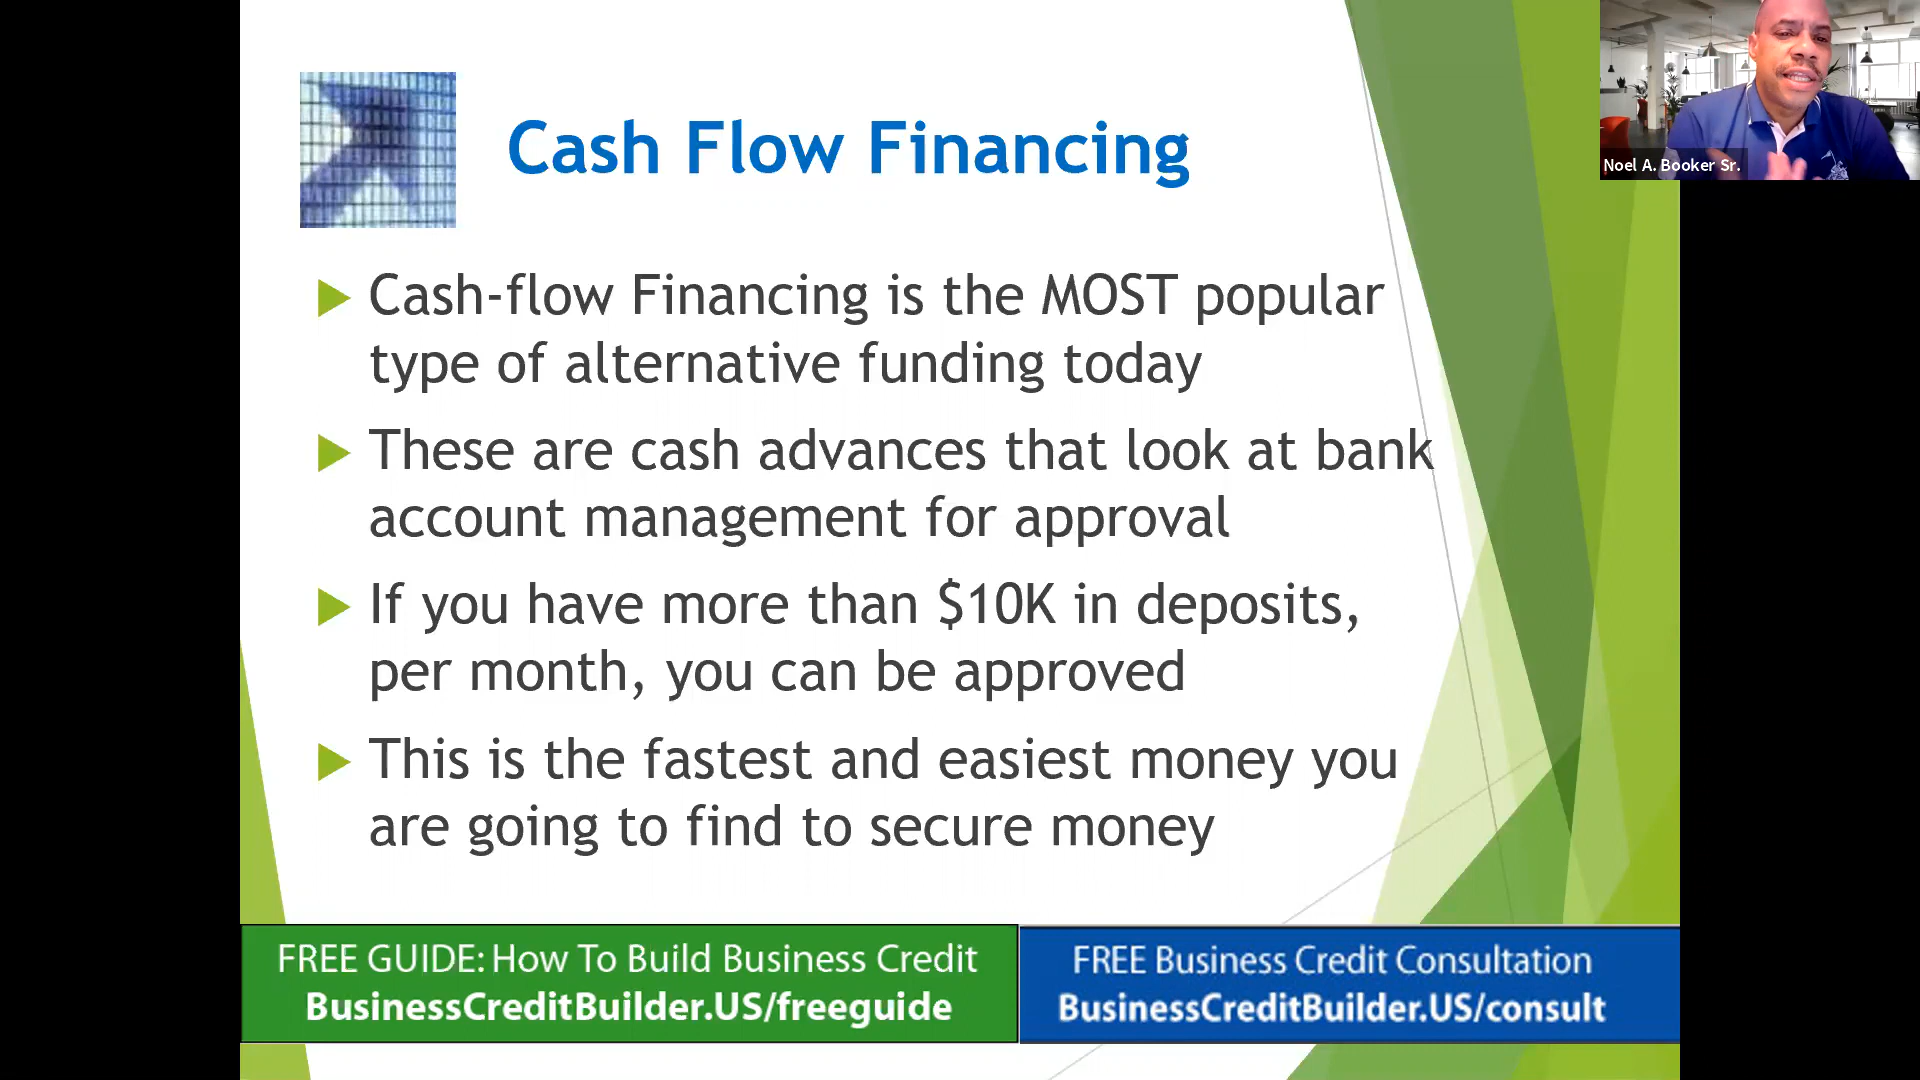 Cash Flow Financing
Cash-flow Financing is the MOST popular
type of alternative funding today
These are cash advances that look at bank
account management for approval
If you have more than $10K in deposits,
per month, you can be approved
This is the fastest and easiest money you
are going to find to secure money
FREE GUIDE: How To Build Business Credit
BusinessCreditBuilder.US/freeguide
FREE Business Credit Consultation
BusinessCreditBuilder.US/consult
Noel A. Booker Sr.